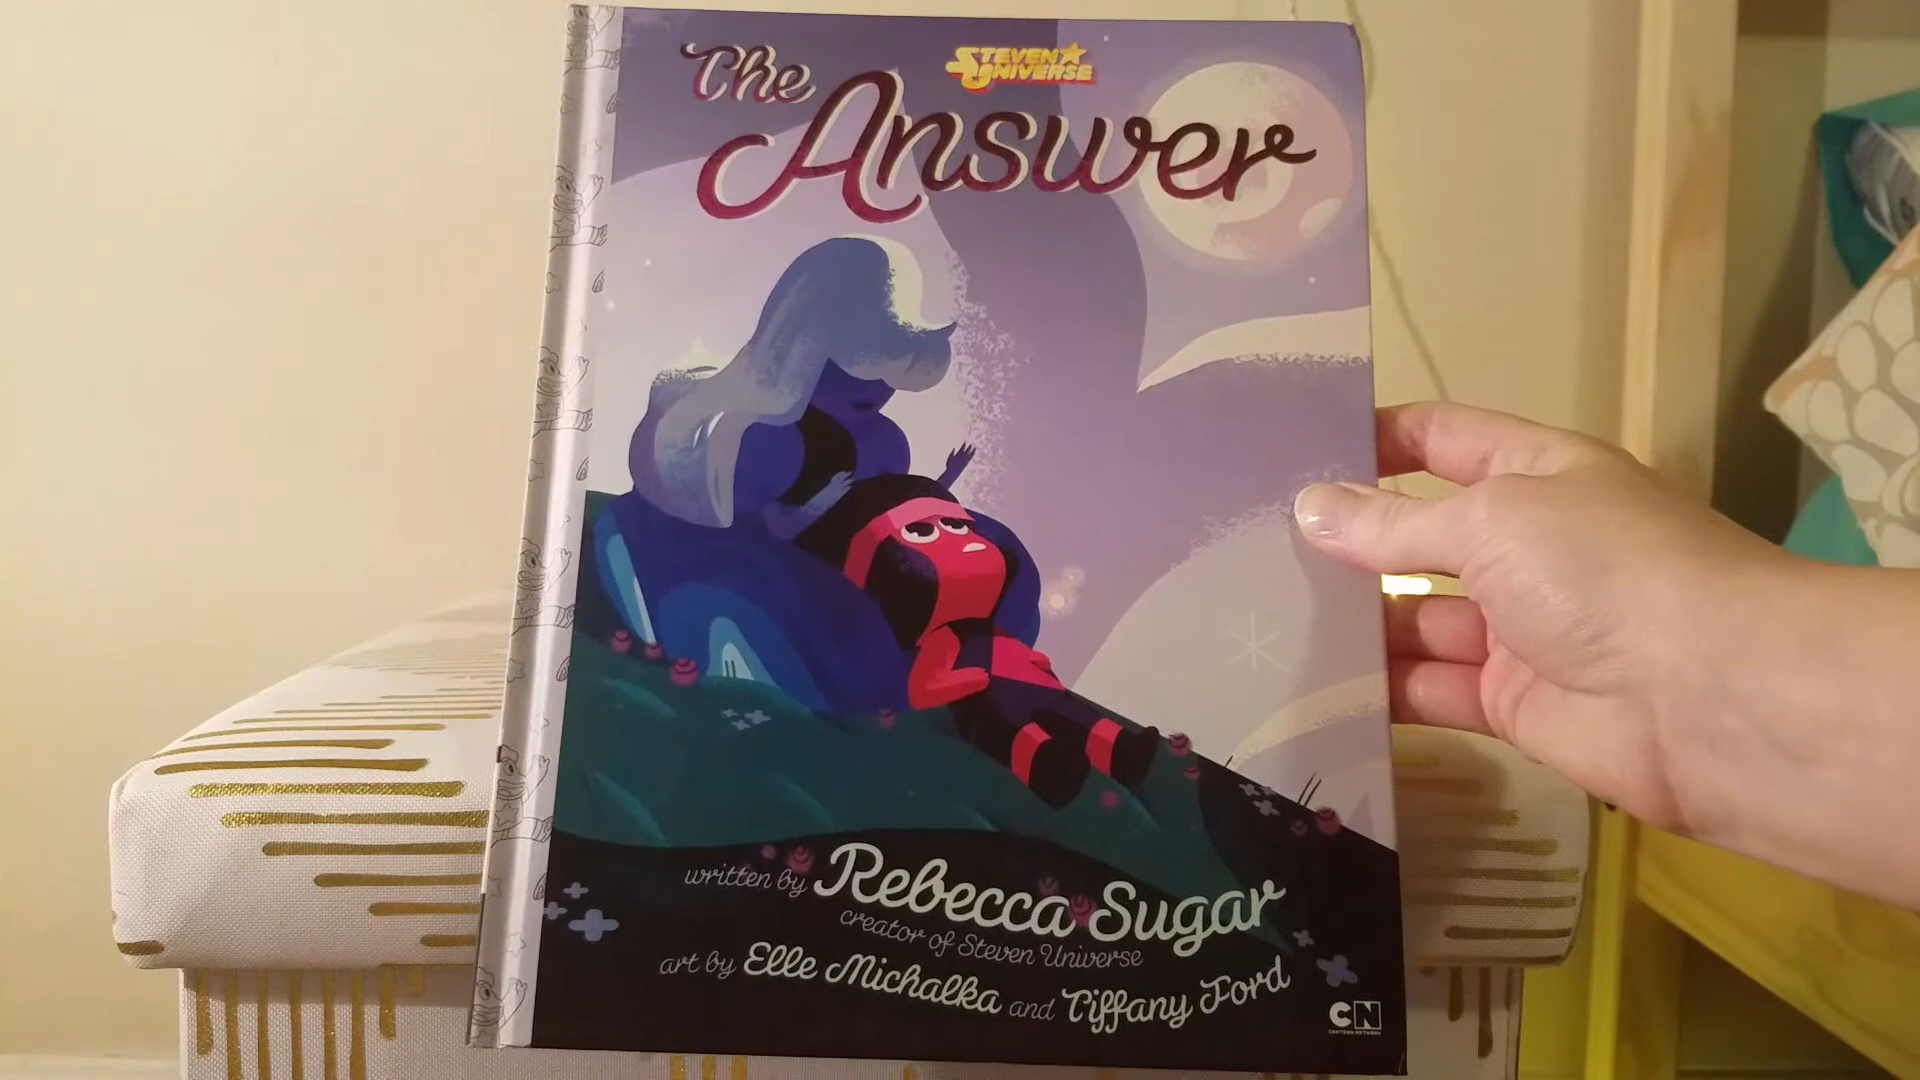 STEVEN UNIVERSE
The
Answer
written by Rebecca Sugar
creator of Steven Universe
art by Elle Michalka and Tiffany Ford
CN
CARTOON NETWORK